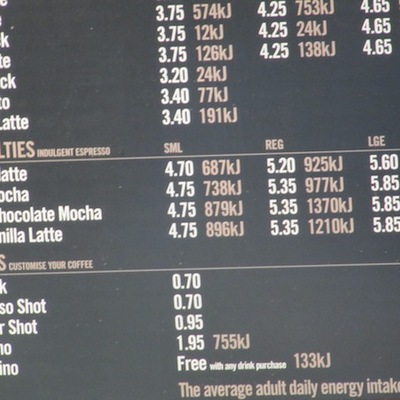 3.75 574kJ 4.25 753kJ 4.65
k 3.75 12kJ 4.25 24kJ 4.65
te 3.75 126kJ 4.25 138kJ 4.65
ck 3.20 24kJ
to 3.40 77kJ
Latte 3.40 191kJ
LTIES INDULGENT ESPRESSO SML REG LGE
atte 4.70 687kJ 5.20 925kJ 5.60
ocha 4.75 738kJ 5.35 977kJ 5.85
hocolate Mocha 4.75 879kJ 5.35 1370kJ 5.85
nilla Latte 4.75 896kJ 5.35 1210kJ 5.85
S CUSTOMISE YOUR COFFEE
k 0.70
so Shot 0.70
r Shot 0.95
no 1.95 755kJ
ino Free with any drink purchase 133kJ
The average adult daily energy intake